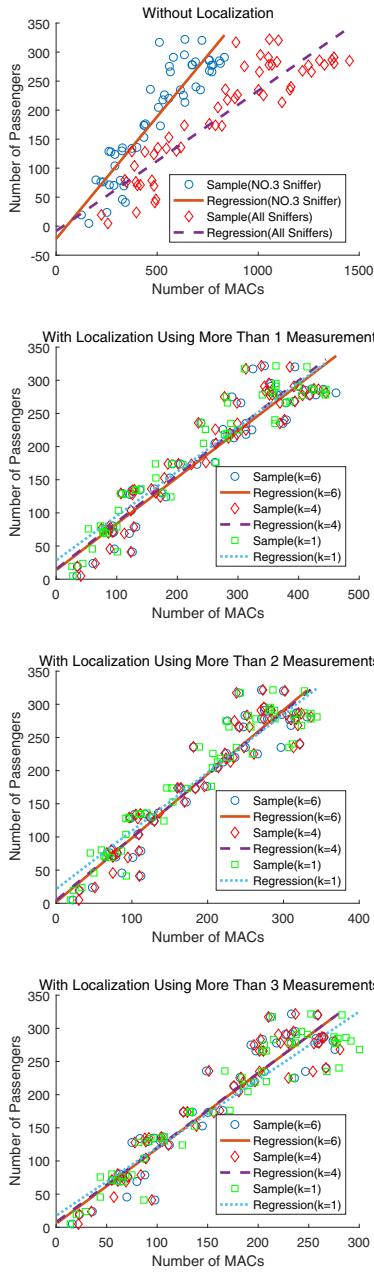 Without Localization
350
300
250
200
150
100
50
0
-50
Number of Passengers
Sample(NO.3 Sniffer)
Regression(NO.3 Sniffer)
Sample(All Sniffers)
Regression(All Sniffers)
0 500 1000 1500
Number of MACs
With Localization Using More Than 1 Measurement
350
300
250
200
150
100
50
0
Number of Passengers
Sample(k=6)
Regression(k=6)
Sample(k=4)
Regression(k=4)
Sample(k=1)
Regression(k=1)
0 100 200 300 400 500
Number of MACs
With Localization Using More Than 2 Measurements
350
300
250
200
150
100
50
0
Number of Passengers
Sample(k=6)
Regression(k=6)
Sample(k=4)
Regression(k=4)
Sample(k=1)
Regression(k=1)
0 100 200 300 400
Number of MACs
With Localization Using More Than 3 Measurements
350
300
250
200
150
100
50
0
Number of Passengers
Sample(k=6)
Regression(k=6)
Sample(k=4)
Regression(k=4)
Sample(k=1)
Regression(k=1)
0 50 100 150 200 250 300
Number of MACs